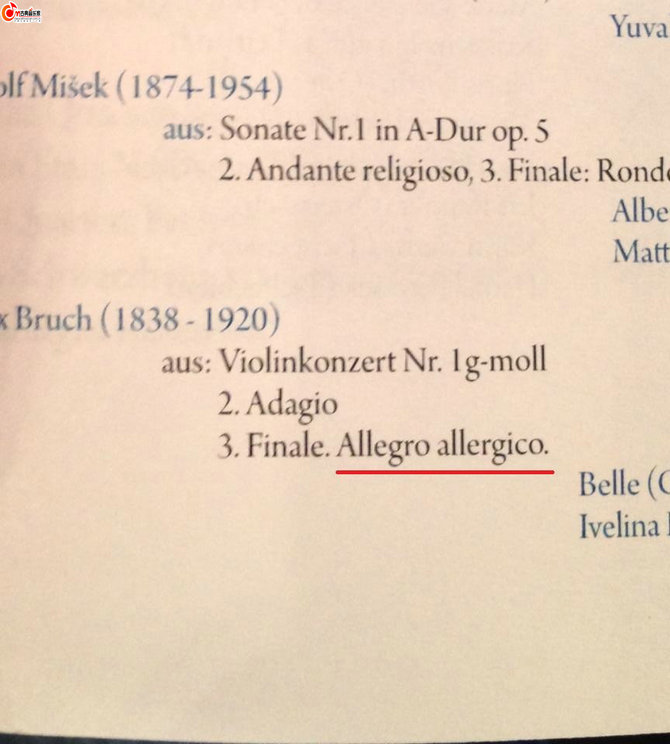 Yuva
olf Mišek (1874-1954)
aus: Sonate Nr.1 in A-Dur op. 5
2. Andante religioso, 3. Finale: Rond
Albe
Matt
x Bruch (1838 - 1920)
aus: Violinkonzert Nr. 1g-moll
2. Adagio
3. Finale. Allegro allergico.
Belle (
Ivelina